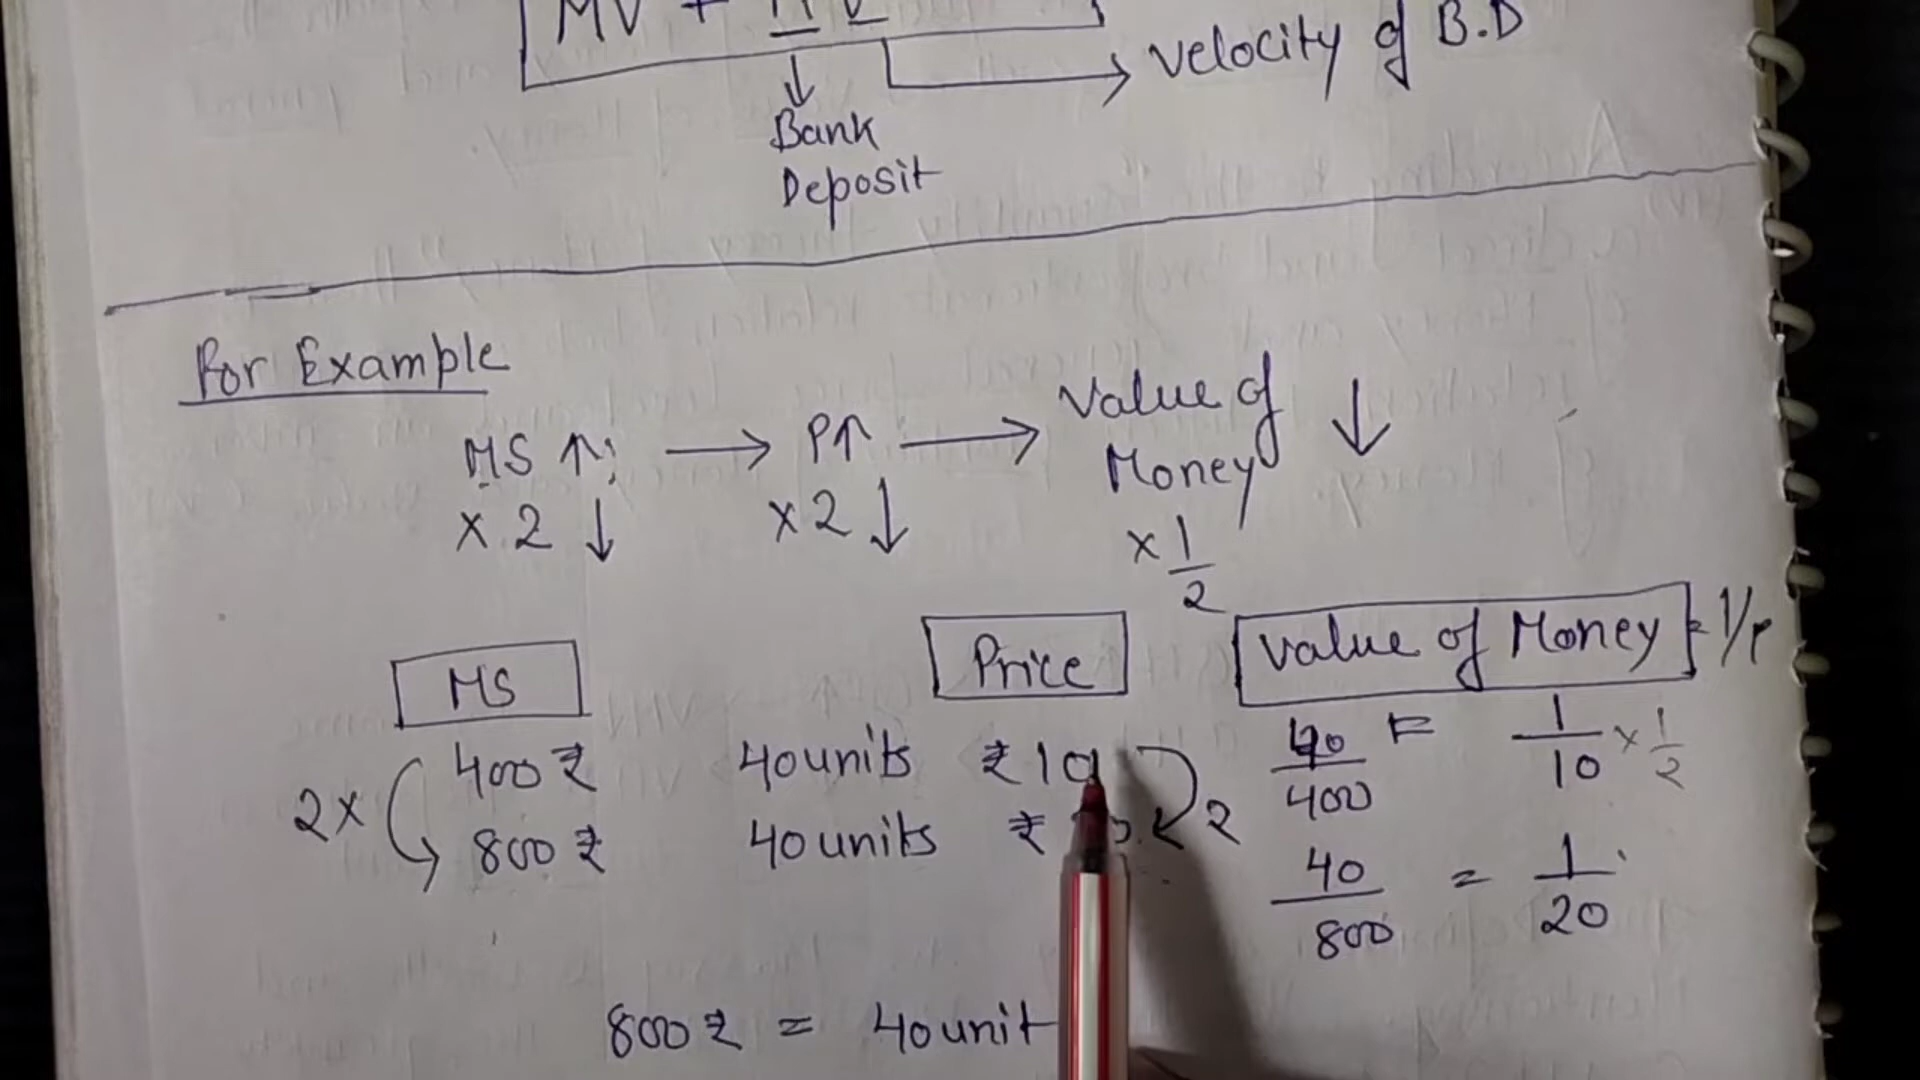 MV +
Velocity of B.D
Bank
Deposit
For Example
MS ↑ → P↑ → Value of Money ↓
x 2 ↓ x 2 ↓ x 1/2
MS Price Value of Money = 1/P
400 ₹ 40 units ₹ 10 40/400 = 1/10 x 1/2
2x 2
800 ₹ 40 units ₹ 40/800 = 1/20
800 ₹ = 40 unit